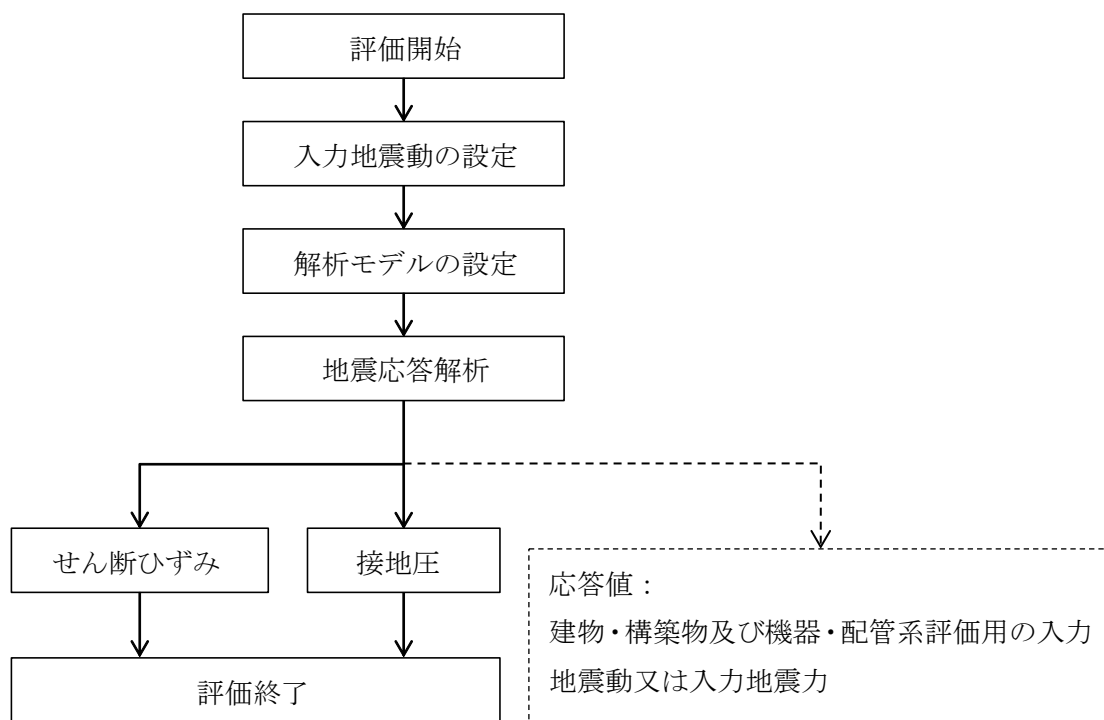 評価開始
入力地震動の設定
解析モデルの設定
地震応答解析
せん断ひずみ
接地圧
応答値：
建物・構築物及び機器・配管系評価用の入力
地震動又は入力地震力
評価終了